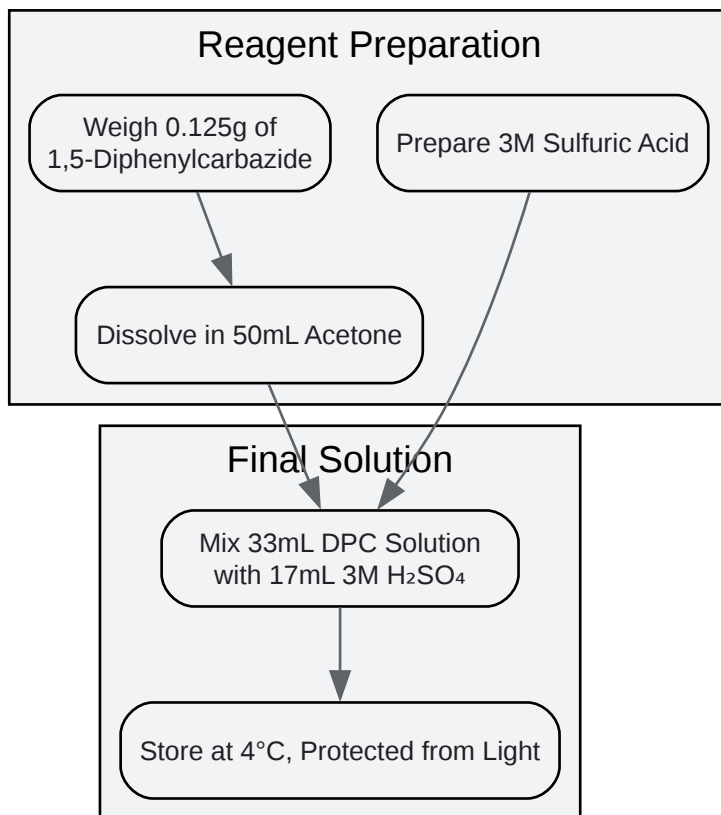 Reagent Preparation
Weigh 0.125g of
1,5-Diphenylcarbazide
Prepare 3M Sulfuric Acid
Dissolve in 50mL Acetone
Final Solution
Mix 33mL DPC Solution
with 17mL 3M H₂SO₄
Store at 4°C, Protected from Light